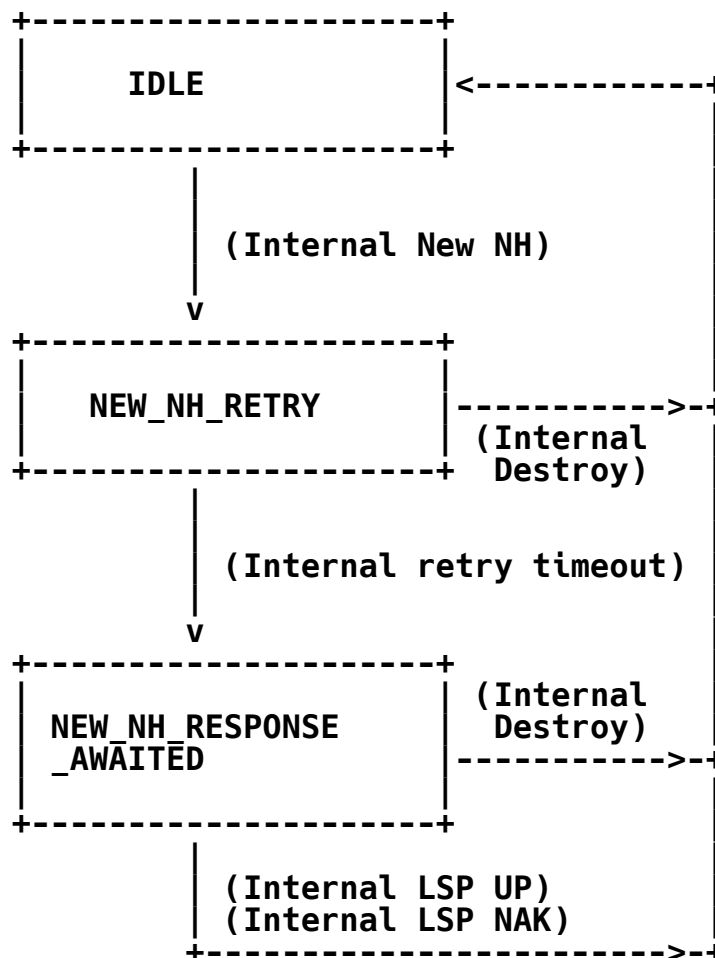 IDLE
(Internal New NH)
NEW_NH_RETRY
(Internal
Destroy)
(Internal retry timeout)
(Internal
NEW_NH_RESPONSE Destroy)
_AWAITED
(Internal LSP UP)
(Internal LSP NAK)